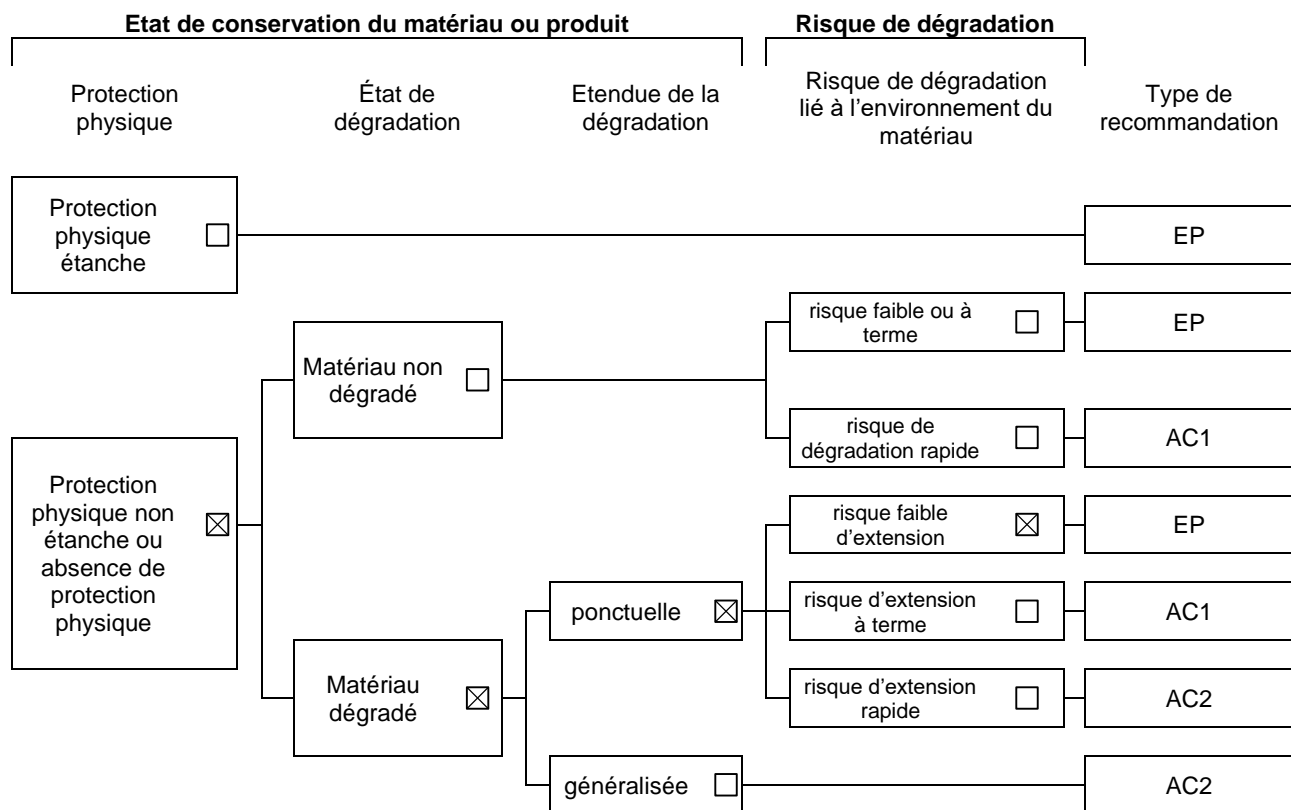 Etat de conservation du matériau ou produit
Risque de dégradation
Protection
physique
État de
dégradation
Etendue de la
dégradation
Risque de dégradation
lié à l'environnement du
matériau
Type de
recommandation
Protection
physique
étanche
EP
risque faible ou à
terme
EP
Matériau non
dégradé
risque de
dégradation rapide
AC1
Protection
physique non
étanche ou
absence de
protection
physique
risque faible
d'extension
EP
ponctuelle
risque d'extension
à terme
AC1
Matériau
dégradé
risque d'extension
rapide
AC2
généralisée
AC2